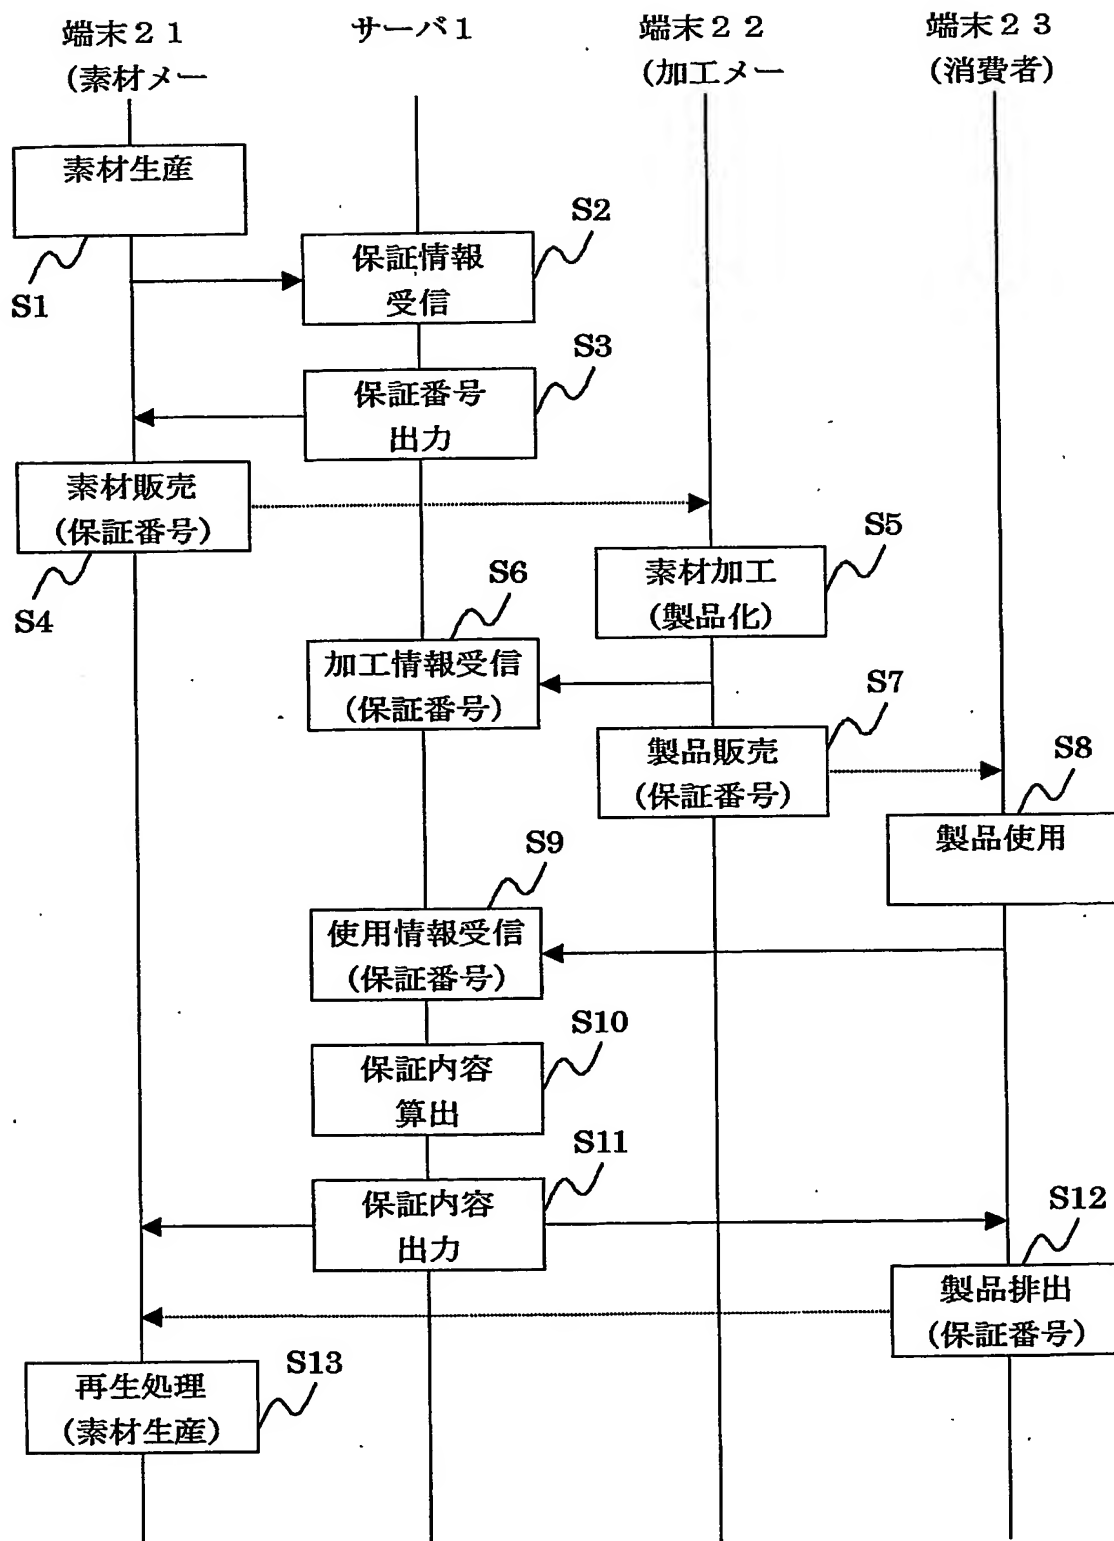 端末２１
(素材メー
サーバ１
端末２２
(加工メー
端末２３
(消費者)
素材生産
S1
S2
保証情報
受信
S3
保証番号
出力
素材販売
(保証番号)
S4
S5
素材加工
(製品化)
S6
加工情報受信
(保証番号)
S7
製品販売
(保証番号)
S8
製品使用
S9
使用情報受信
(保証番号)
S10
保証内容
算出
S11
保証内容
出力
S12
製品排出
(保証番号)
S13
再生処理
(素材生産)